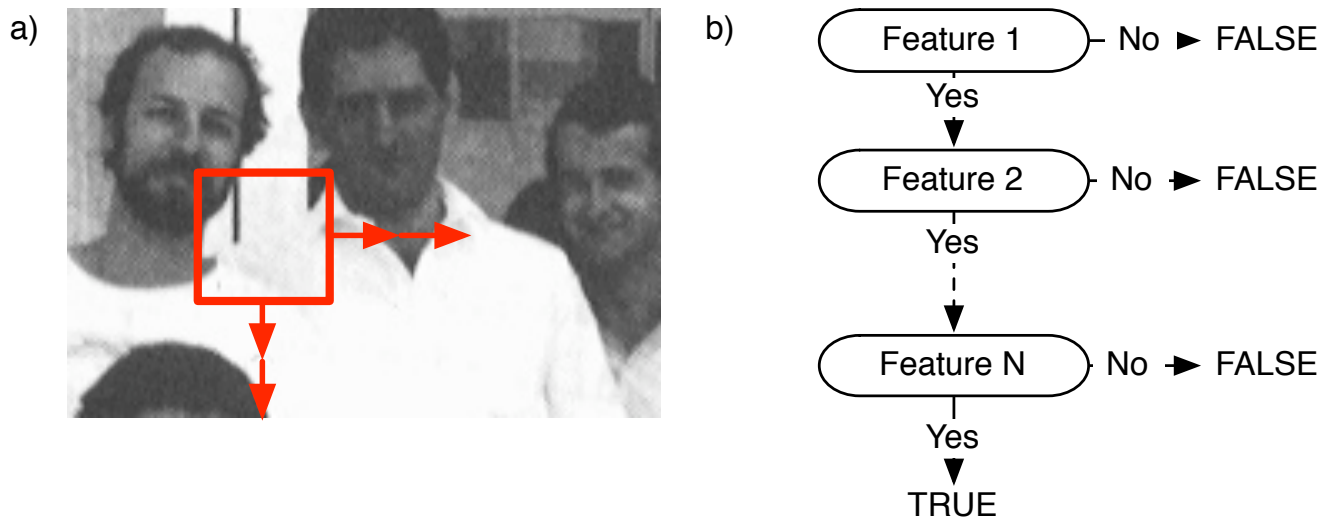 a)
b)
Feature 1 No FALSE
Yes
Feature 2 No FALSE
Yes
Feature N No FALSE
Yes
TRUE